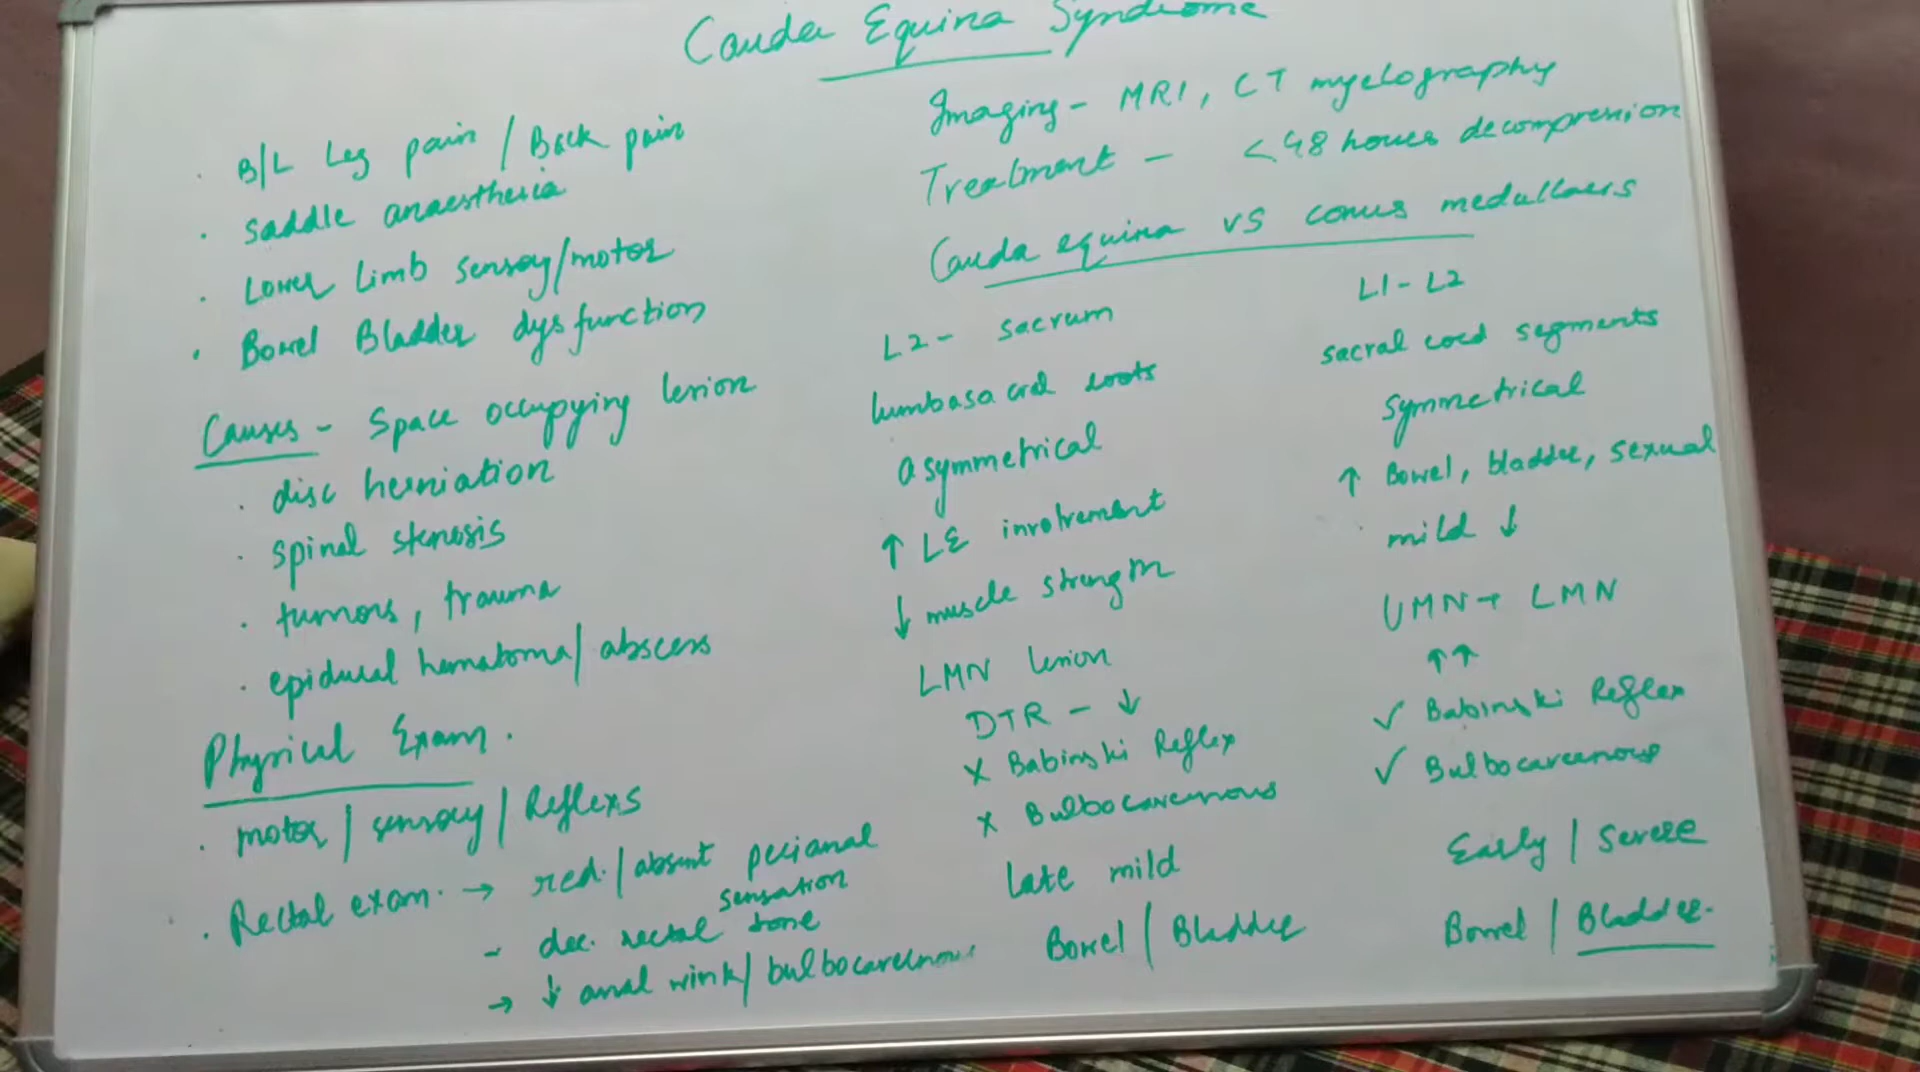 Cauda Equina Syndrome
. B/L Leg pain / Back pain
. saddle anaesthesia
. Lower Limb sensory/motor
. Bowel Bladder dysfunction
Causes - Space occupying lesion
. disc herniation
. spinal stenosis
. tumors, trauma
. epidural hematoma/ abscess
Physical Exam.
. motor / sensory / Reflexs
. Rectal exam. → red./absent perianal
sensation
- dec. rectal tone
→ ↓ anal wink/ bulbocavernous
Imaging - MRI, CT myelography
Treatment - < 48 hours decompression
Cauda equina vs conus medullaris
L2 - sacrum
lumbosacral roots
asymmetrical
↑ LE involvement
↓ muscle strength
LMN lesion
DTR - ↓
x Babinski Reflex
x Bulbocavernous
late mild
Bowel / Bladder
L1 - L2
sacral cord segments
symmetrical
↑ Bowel, bladder, sexual
mild ↓
UMN + LMN
↑↑
✓ Babinski Reflex
✓ Bulbocavernous
Early / Severe
Bowel / Bladder.